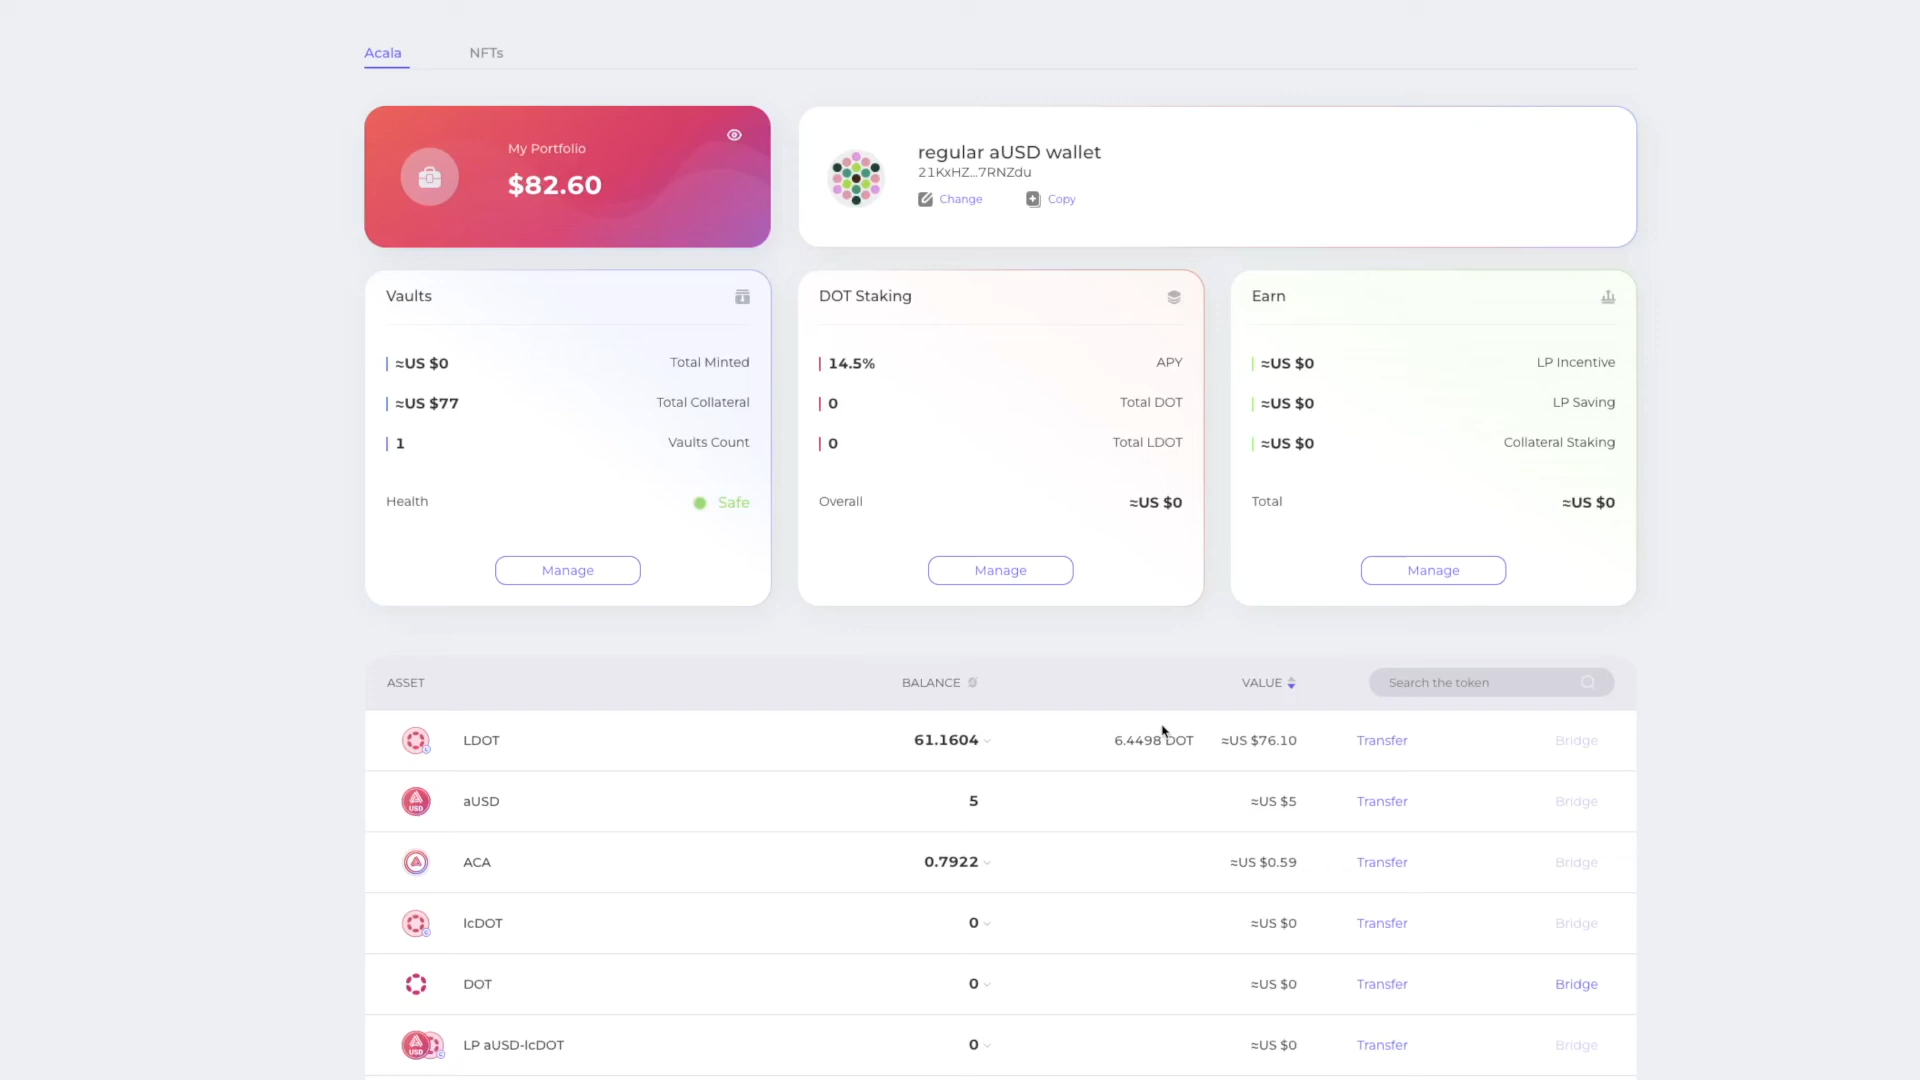 Acala NFTs
My Portfolio
$82.60
regular aUSD wallet
21KxHZ...7RNZdu
Change Copy
Vaults
≈US $0 Total Minted
≈US $77 Total Collateral
1 Vaults Count
Health Safe
Manage
DOT Staking
14.5% APY
0 Total DOT
0 Total LDOT
Overall ≈US $0
Manage
Earn
≈US $0 LP Incentive
≈US $0 LP Saving
≈US $0 Collateral Staking
Total ≈US $0
Manage
ASSET BALANCE VALUE Search the token
LDOT 61.1604 6.4498 DOT ≈US $76.10 Transfer Bridge
USD aUSD 5 ≈US $5 Transfer Bridge
ACA 0.7922 ≈US $0.59 Transfer Bridge
lcDOT 0 ≈US $0 Transfer Bridge
DOT 0 ≈US $0 Transfer Bridge
USD LP aUSD-lcDOT 0 ≈US $0 Transfer Bridge